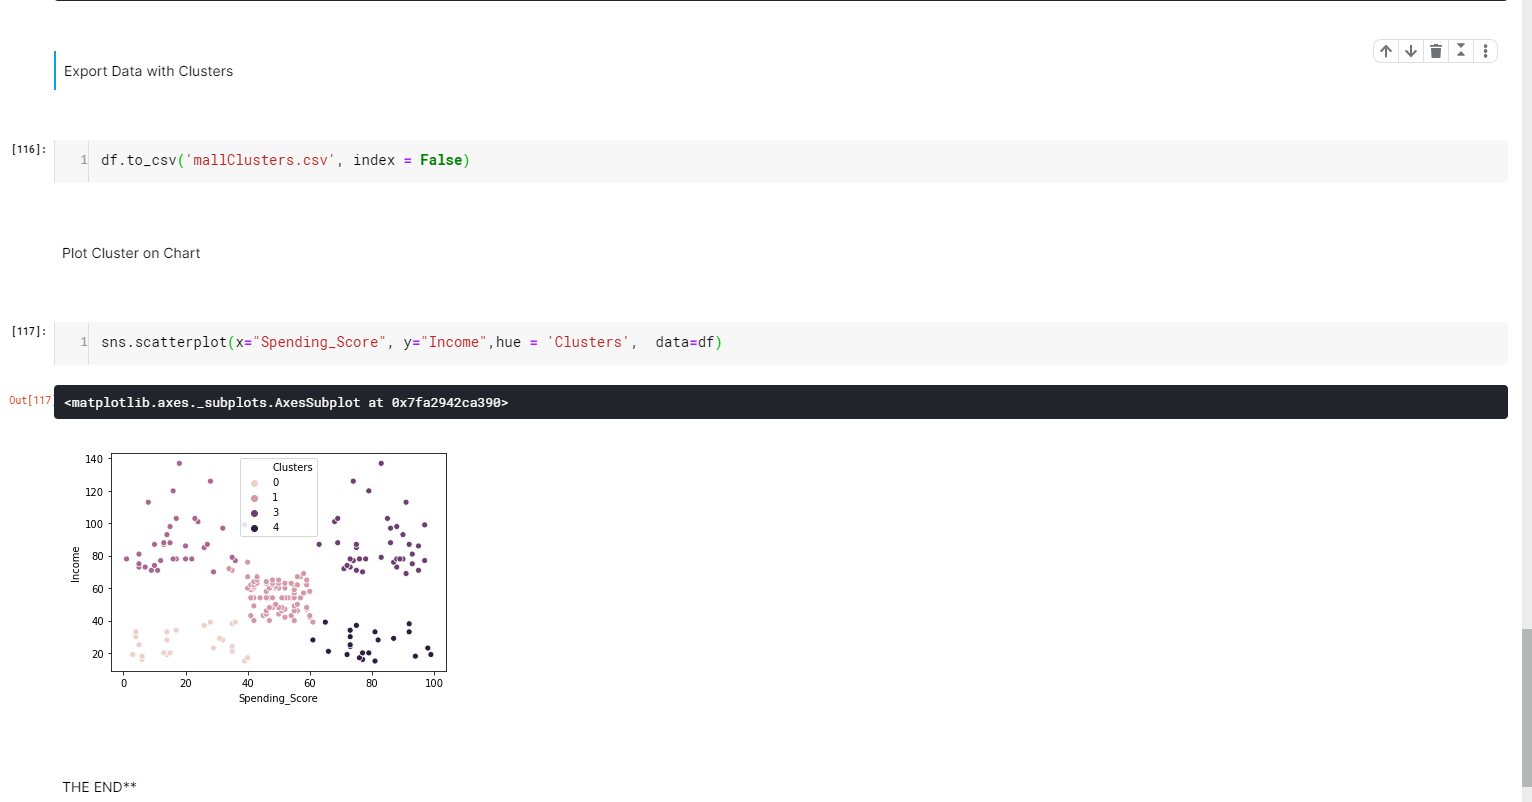 Export Data with Clusters
[116]:
1 df.to_csv('mallClusters.csv', index = False)
Plot Cluster on Chart
[117]:
1 sns.scatterplot(x="Spending_Score", y="Income",hue = 'Clusters',  data=df)
Out[117
<matplotlib.axes._subplots.AxesSubplot at 0x7fa2942ca390>
140
120
100
80
60
40
20
Income
Clusters
0
1
3
4
0 20 40 60 80 100
Spending_Score
THE END**